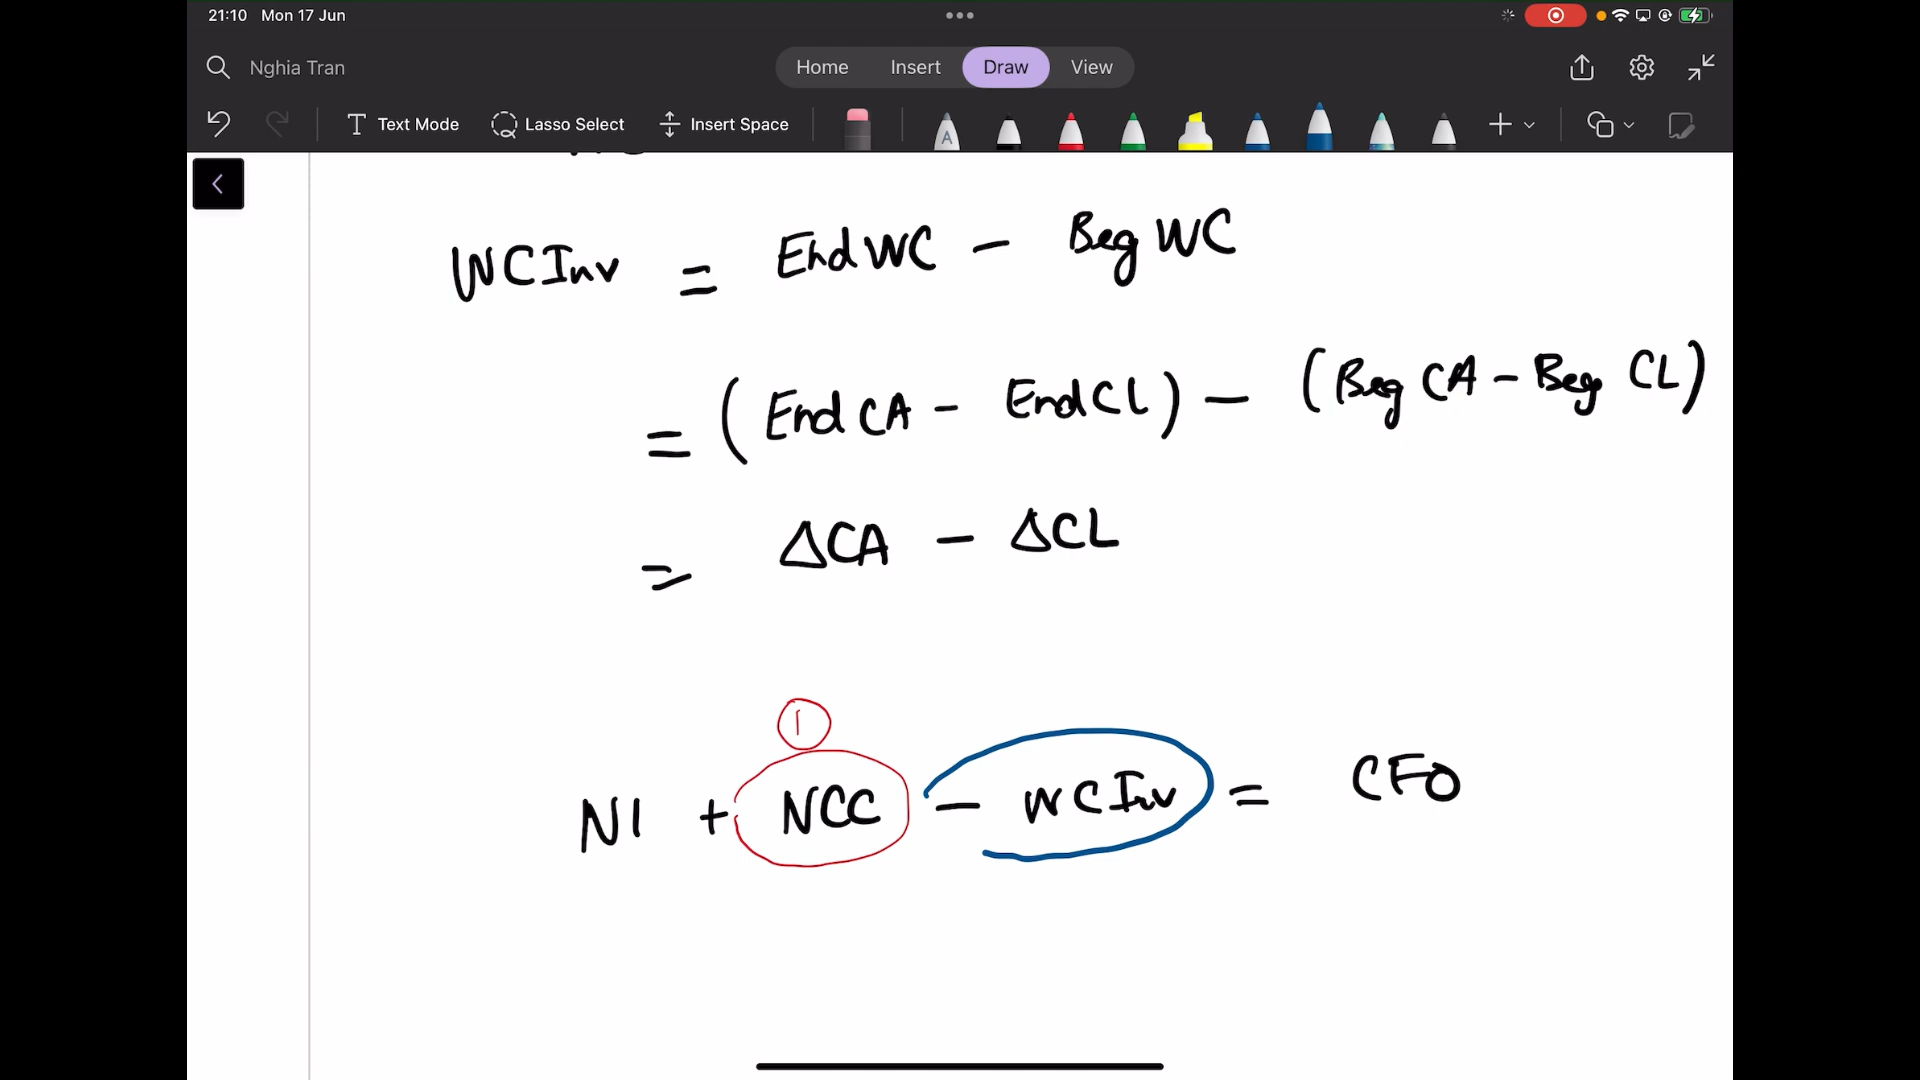 21:10 Mon 17 Jun
Nghia Tran
Home Insert Draw View
Text Mode Lasso Select Insert Space A
WCInv = End WC - Beg WC
= (End CA - End CL) - (Beg CA - Beg CL)
= ΔCA - ΔCL
1
NI + NCC - WCInv = CFO